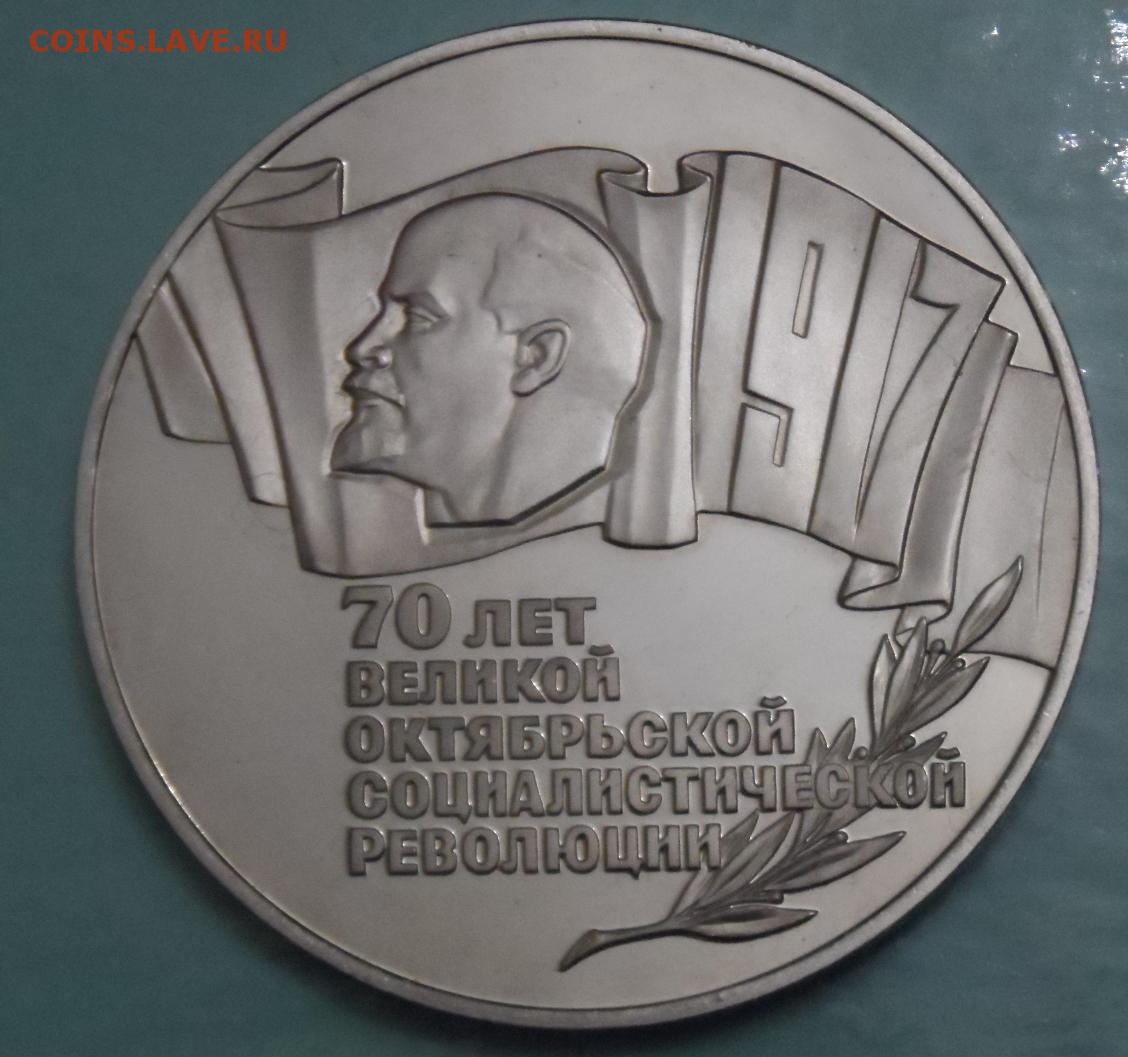 COINS.LAVE.RU
1917
70 ЛЕТ
ВЕЛИКОЙ
ОКТЯБРЬСКОЙ
СОЦИАЛИСТИЧЕСКОЙ
РЕВОЛЮЦИИ